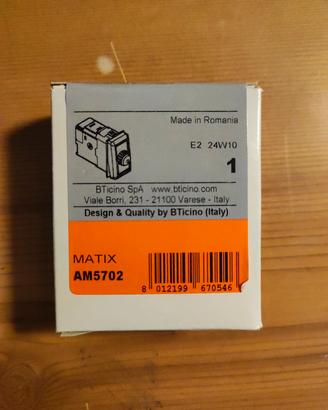 Made in Romania
E2 24W10
1
BTicino SpA www.bticino.com
Viale Borri, 231 - 21100 Varese - Italy
Design & Quality by BTicino (Italy)
MATIX
AM5702
8 012199 670546